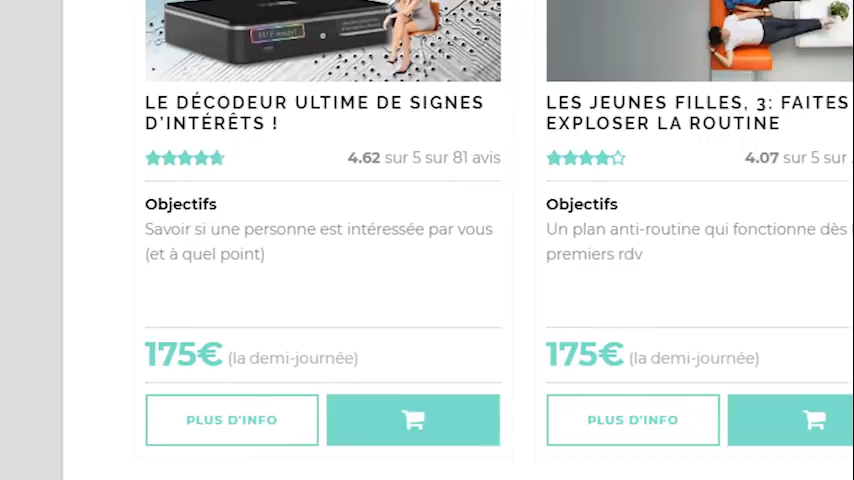 LE DÉCODEUR ULTIME DE SIGNES
D'INTÉRÊTS !
4.62 sur 5 sur 81 avis
Objectifs
Savoir si une personne est intéressée par vous
(et à quel point)
175€ (la demi-journée)
PLUS D'INFO
LES JEUNES FILLES, 3: FAITES
EXPLOSER LA ROUTINE
4.07 sur 5 sur
Objectifs
Un plan anti-routine qui fonctionne dès
premiers rdv
175€ (la demi-journée)
PLUS D'INFO